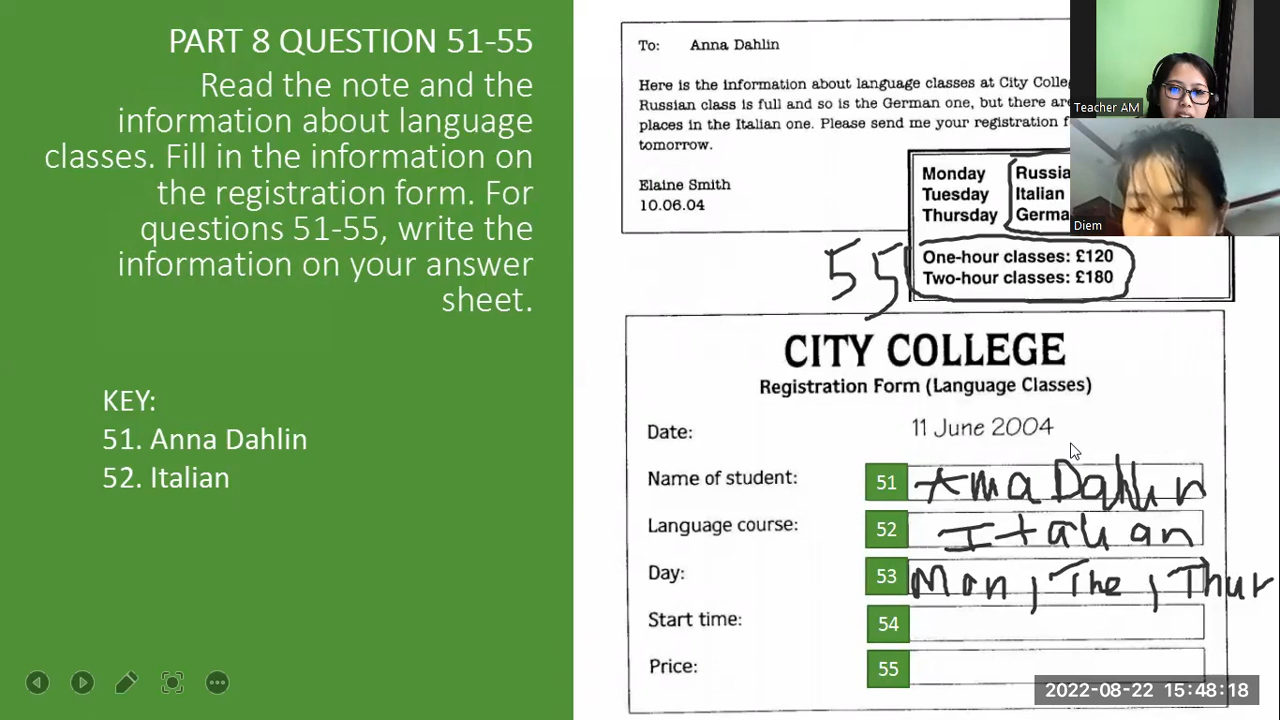 PART 8 QUESTION 51-55
Read the note and the
information about language
classes. Fill in the information on
the registration form. For
questions 51-55, write the
information on your answer
sheet.
KEY:
51. Anna Dahlin
52. Italian
To: Anna Dahlin
Here is the information about language classes at City
Russian class is full and so is the German one, but there
places in the Italian one. Please send me your registration
tomorrow.
Elaine Smith
10.06.04
Monday
Tuesday Italian
Thursday
One-hour classes: £120
Two-hour classes: £180
55
CITY COLLEGE
Registration Form (Language Classes)
Date: 11 June 2004
Name of student: 51 Anna Dahlin
Language course: 52 Italian
Day: 53 Mon, The, Thur
Start time: 54
Price: 55
Teacher AM
Diem
2022-08-22 15:48:18